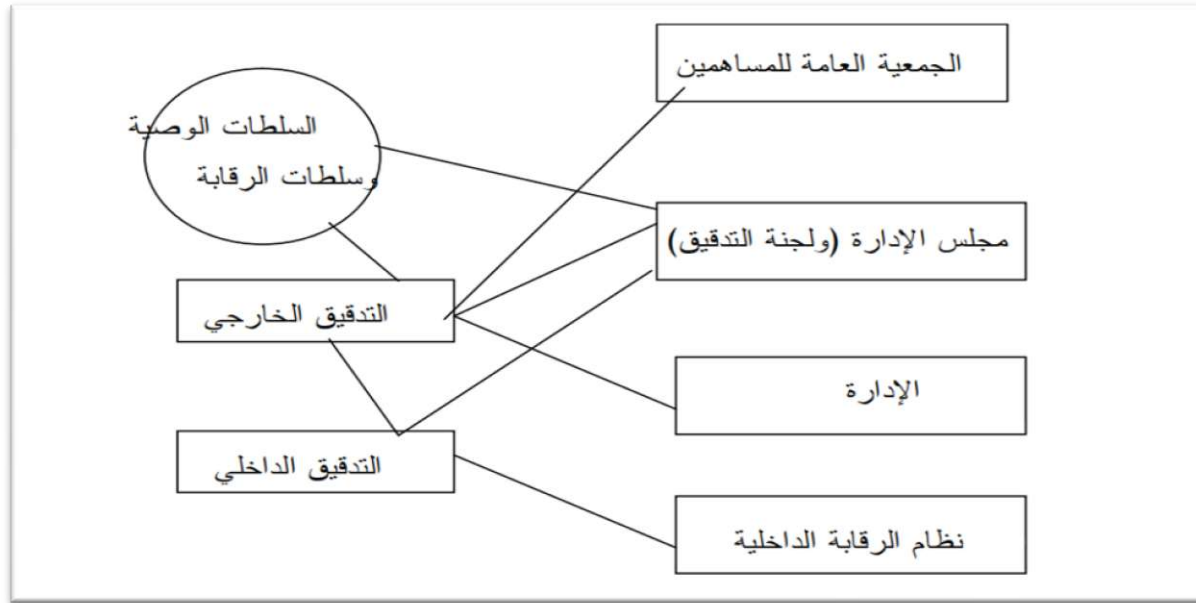 الجمعية العامة للمساهمين
السلطات الوصية
وسلطات الرقابة
مجلس الإدارة (ولجنة التدقيق)
التدقيق الخارجي
الإدارة
التدقيق الداخلي
نظام الرقابة الداخلية